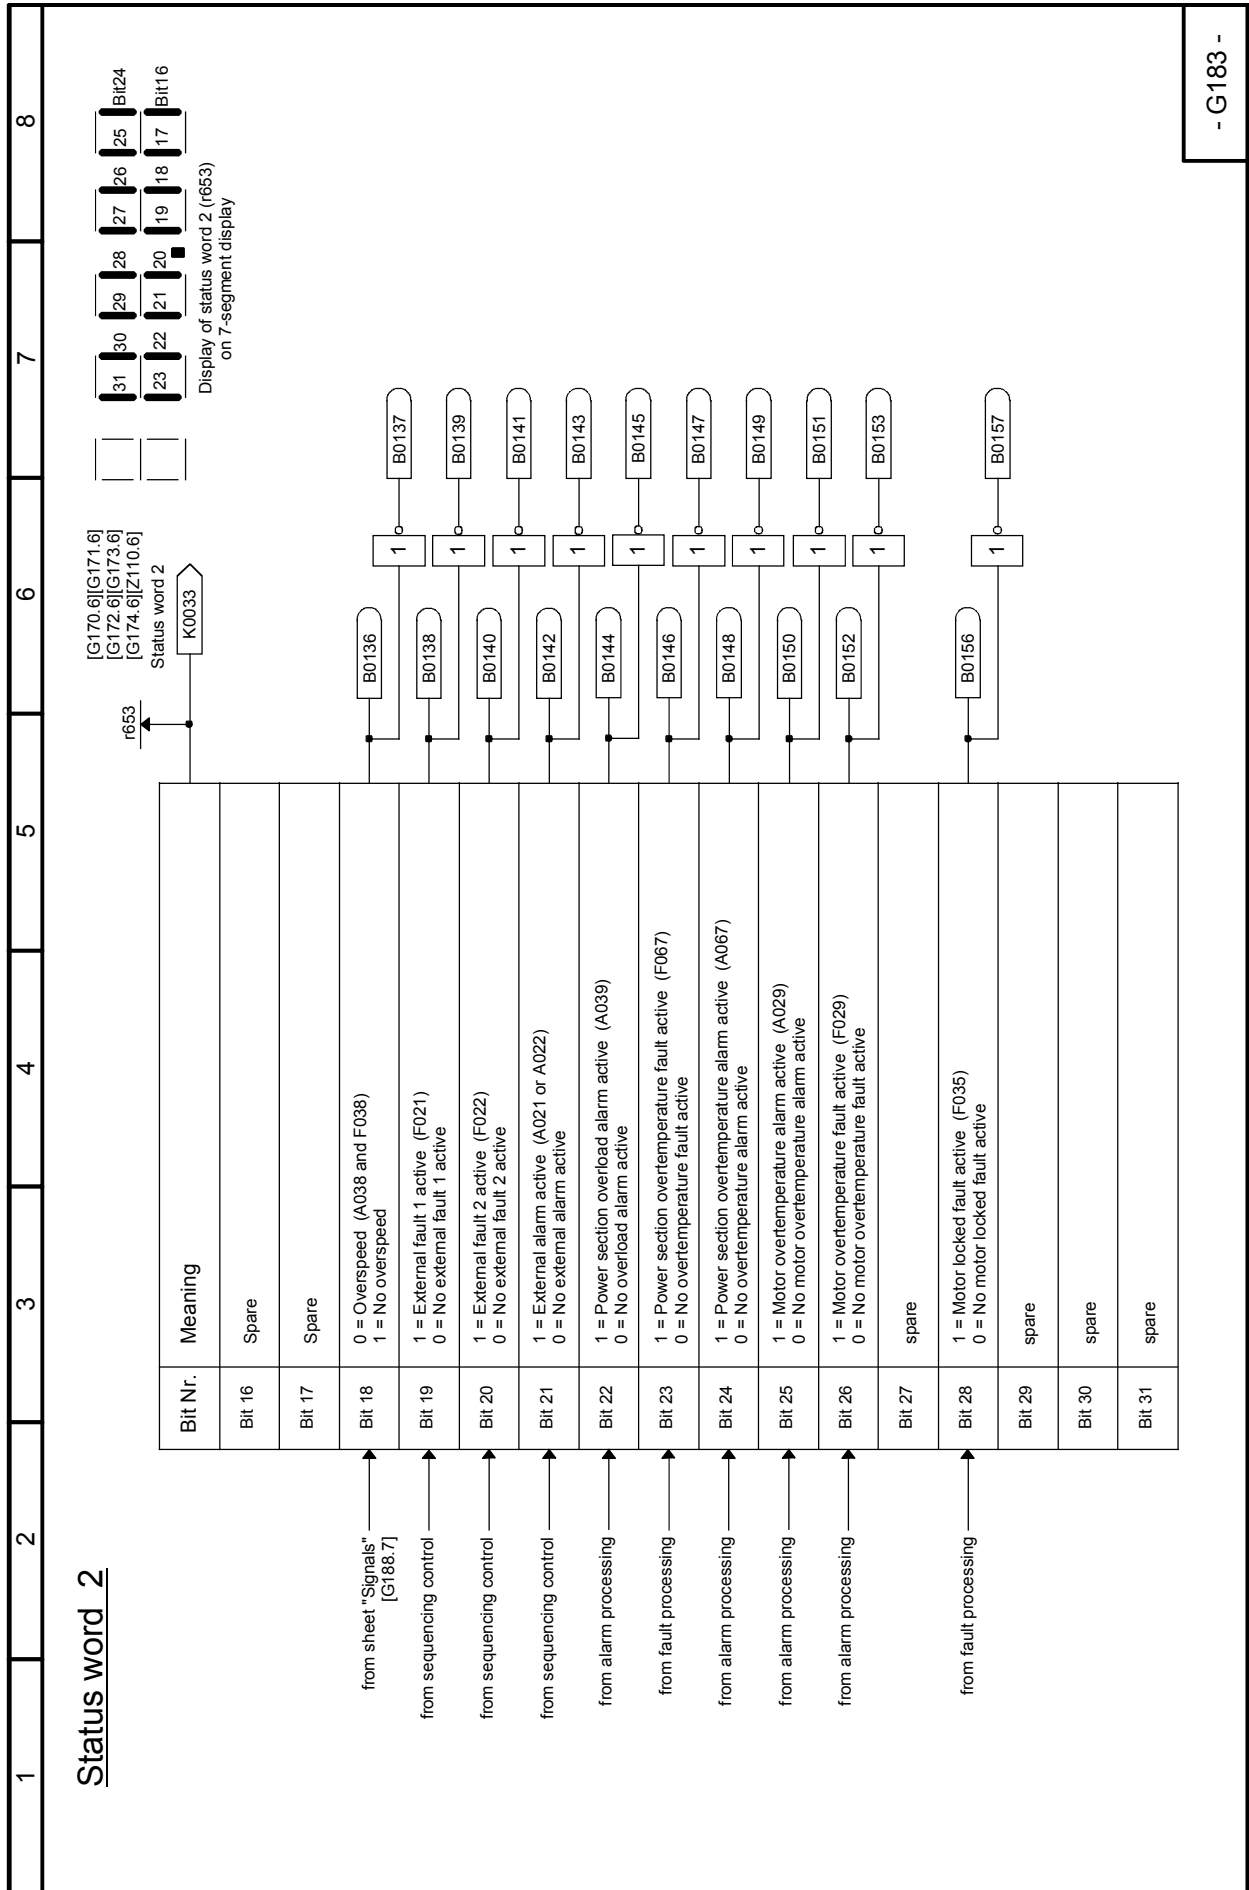 1 2 3 4 5 6 7 8
Status word 2
[G170.6][G171.6]
[G172.6][G173.6]
[G174.6][Z110.6]
Status word 2
r653
K0033
31 30 29 28 27 26 25 Bit24
23 22 21 20 19 18 17 Bit16
Display of status word 2 (r653)
on 7-segment display
Bit Nr. Meaning
Bit 16 Spare
Bit 17 Spare
from sheet "Signals"
[G188.7]
Bit 18
0 = Overspeed (A038 and F038)
1 = No overspeed
B0136
1 B0137
from sequencing control
Bit 19
1 = External fault 1 active (F021)
0 = No external fault 1 active
B0138
1 B0139
from sequencing control
Bit 20
1 = External fault 2 active (F022)
0 = No external fault 2 active
B0140
1 B0141
from sequencing control
Bit 21
1 = External alarm active (A021 or A022)
0 = No external alarm active
B0142
1 B0143
from alarm processing
Bit 22
1 = Power section overload alarm active (A039)
0 = No overload alarm active
B0144
1 B0145
from fault processing
Bit 23
1 = Power section overtemperature fault active (F067)
0 = No overtemperature fault active
B0146
1 B0147
from alarm processing
Bit 24
1 = Power section overtemperature alarm active (A067)
0 = No overtemperature alarm active
B0148
1 B0149
from alarm processing
Bit 25
1 = Motor overtemperature alarm active (A029)
0 = No motor overtemperature alarm active
B0150
1 B0151
from alarm processing
Bit 26
1 = Motor overtemperature fault active (F029)
0 = No motor overtemperature fault active
B0152
1 B0153
Bit 27 spare
from fault processing
Bit 28
1 = Motor locked fault active (F035)
0 = No motor locked fault active
B0156
1 B0157
Bit 29 spare
Bit 30 spare
Bit 31 spare
- G183 -